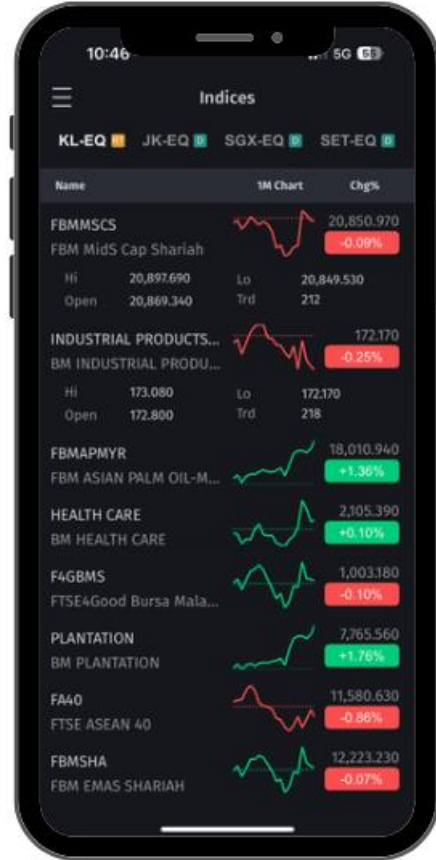 10:46 5G 55
Indices
KL-EQ RT JK-EQ D SGX-EQ D SET-EQ D
Name 1M Chart Chg%
FBMMSCS 20,850.970
FBM MidS Cap Shariah -0.09%
Hi 20,897.690 Lo 20,849.530
Open 20,869.340 Trd 212
INDUSTRIAL PRODUCTS... 172.170
BM INDUSTRIAL PRODU... -0.25%
Hi 173.080 Lo 172.170
Open 172.800 Trd 218
FBMAPMYR 18,010.940
FBM ASIAN PALM OIL-M... +1.36%
HEALTH CARE 2,105.390
BM HEALTH CARE +0.10%
F4GBMS 1,003.180
FTSE4Good Bursa Mala... -0.10%
PLANTATION 7,765.560
BM PLANTATION +1.76%
FA40 11,580.630
FTSE ASEAN 40 -0.86%
FBMSHA 12,223.230
FBM EMAS SHARIAH -0.07%